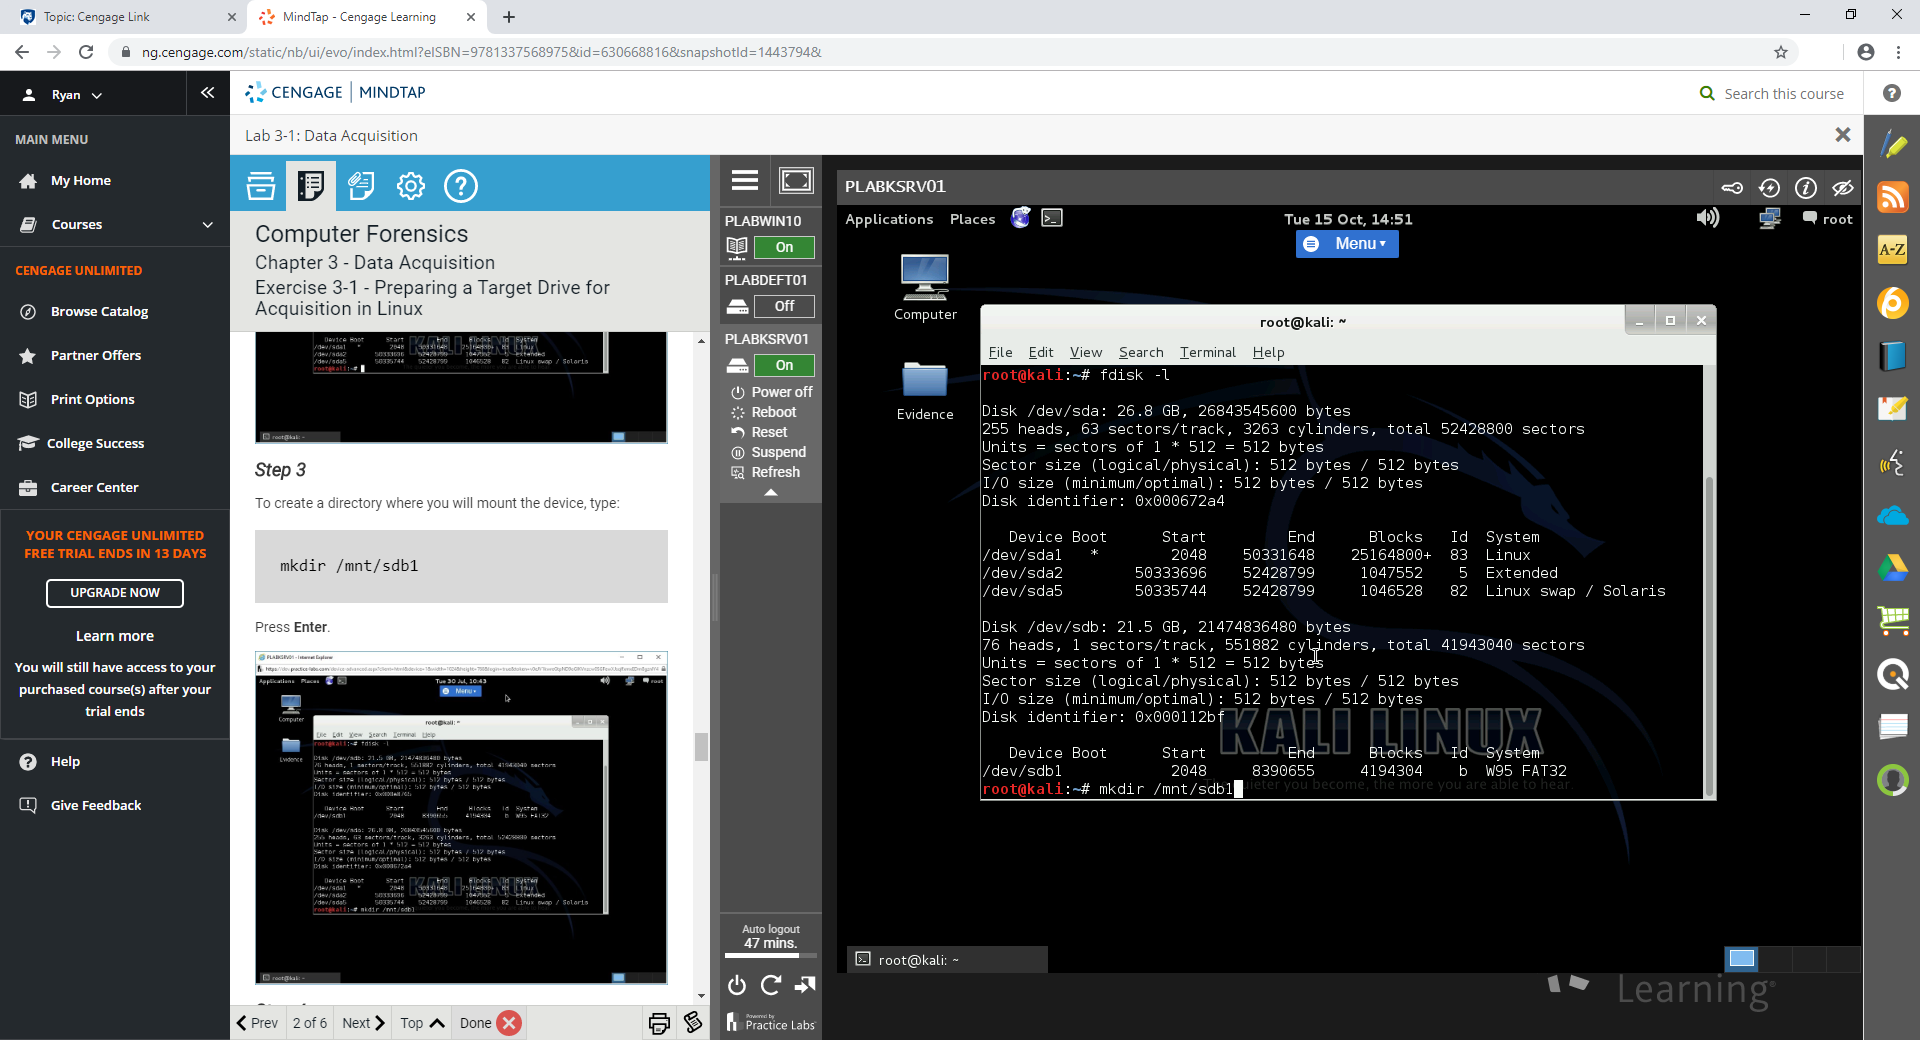 Topic: Cengage Link
MindTap - Cengage Learning
ng.cengage.com/static/nb/ui/evo/index.html?eISBN=9781337568975&id=630668816&snapshotId=1443794&
Ryan
CENGAGE | MINDTAP
Search this course
Lab 3-1: Data Acquisition
MAIN MENU
My Home
Courses
CENGAGE UNLIMITED
Browse Catalog
Partner Offers
Print Options
College Success
Career Center
YOUR CENGAGE UNLIMITED
FREE TRIAL ENDS IN 13 DAYS
UPGRADE NOW
Learn more
You will still have access to your
purchased course(s) after your
trial ends
Help
Give Feedback
Computer Forensics
Chapter 3 - Data Acquisition
Exercise 3-1 - Preparing a Target Drive for
Acquisition in Linux
Step 3
To create a directory where you will mount the device, type:
mkdir /mnt/sdb1
Press Enter.
Prev
2 of 6
Next
Top
Done
PLABWIN10
On
PLABDEFT01
Off
PLABKSRV01
On
Power off
Reboot
Reset
Suspend
Refresh
Auto logout
47 mins.
Powered by
Practice Labs
PLABKSRV01
Applications Places
Tue 15 Oct, 14:51
root
Menu
Computer
Evidence
root@kali: ~
File Edit View Search Terminal Help
root@kali:~# fdisk -l
Disk /dev/sda: 26.8 GB, 26843545600 bytes
255 heads, 63 sectors/track, 3263 cylinders, total 52428800 sectors
Units = sectors of 1 * 512 = 512 bytes
Sector size (logical/physical): 512 bytes / 512 bytes
I/O size (minimum/optimal): 512 bytes / 512 bytes
Disk identifier: 0x000672a4
Device Boot Start End Blocks Id System
/dev/sda1 * 2048 50331648 25164800+ 83 Linux
/dev/sda2 50333696 52428799 1047552 5 Extended
/dev/sda5 50335744 52428799 1046528 82 Linux swap / Solaris
Disk /dev/sdb: 21.5 GB, 21474836480 bytes
76 heads, 1 sectors/track, 551882 cylinders, total 41943040 sectors
Units = sectors of 1 * 512 = 512 bytes
Sector size (logical/physical): 512 bytes / 512 bytes
I/O size (minimum/optimal): 512 bytes / 512 bytes
Disk identifier: 0x000112bf
KALI LINUX
Device Boot Start End Blocks Id System
/dev/sdb1 2048 8390655 4194304 b W95 FAT32
root@kali:~# mkdir /mnt/sdb1
you become, the more you are able to hear.
root@kali: ~
Learning
A-Z